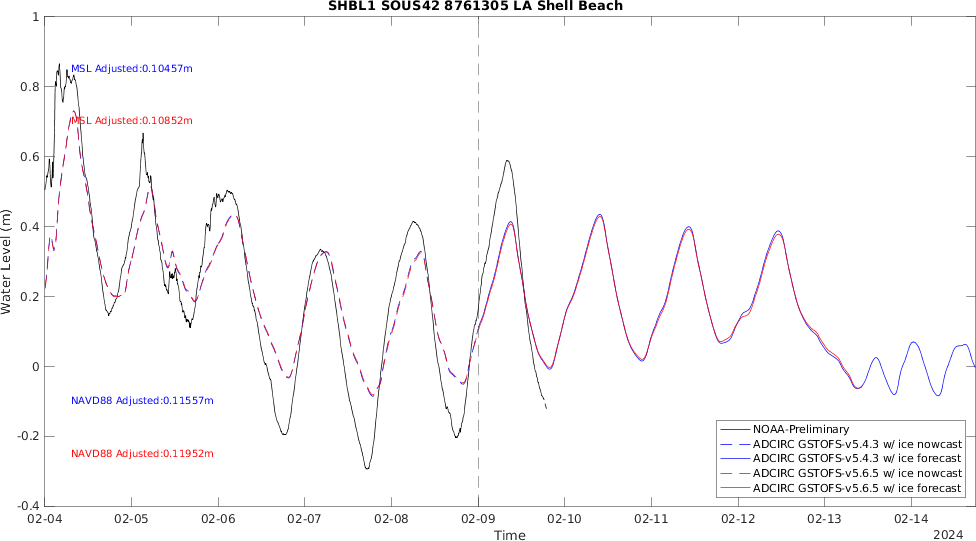 SHBL1 SOUS42 8761305 LA Shell Beach
1
0.8
0.6
0.4
0.2
0
-0.2
-0.4
Water Level (m)
MSL Adjusted:0.10457m
MSL Adjusted:0.10852m
NAVD88 Adjusted:0.11557m
NAVD88 Adjusted:0.11952m
NOAA-Preliminary
ADCIRC GSTOFS-v5.4.3 w/ ice nowcast
ADCIRC GSTOFS-v5.4.3 w/ ice forecast
ADCIRC GSTOFS-v5.6.5 w/ ice nowcast
ADCIRC GSTOFS-v5.6.5 w/ ice forecast
02-04 02-05 02-06 02-07 02-08 02-09 02-10 02-11 02-12 02-13 02-14
Time
2024